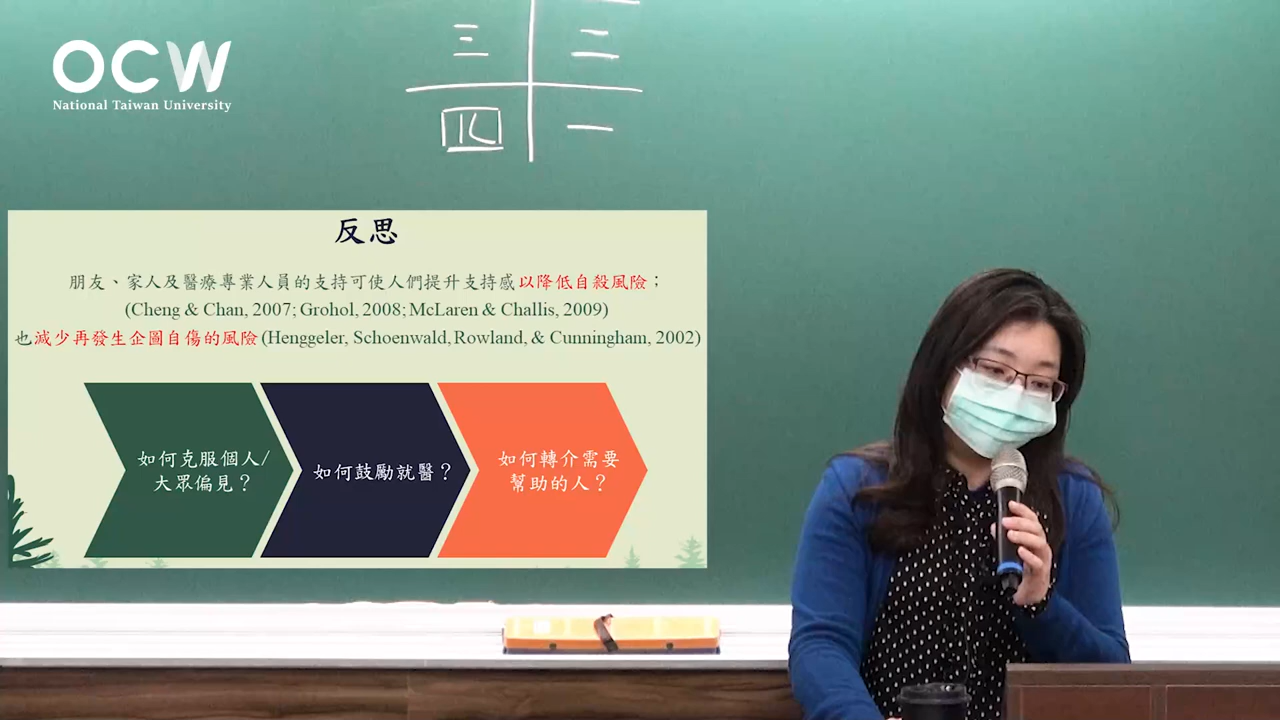 OCW
National Taiwan University
三
二
四
一
反思
朋友、家人及醫療專業人員的支持可使人們提升支持感以降低自殺風險；
(Cheng & Chan, 2007; Grohol, 2008; McLaren & Challis, 2009)
也減少再發生企圖自傷的風險 (Henggeler, Schoenwald, Rowland, & Cunningham, 2002)
如何克服個人/
大眾偏見？
如何鼓勵就醫？
如何轉介需要
幫助的人？